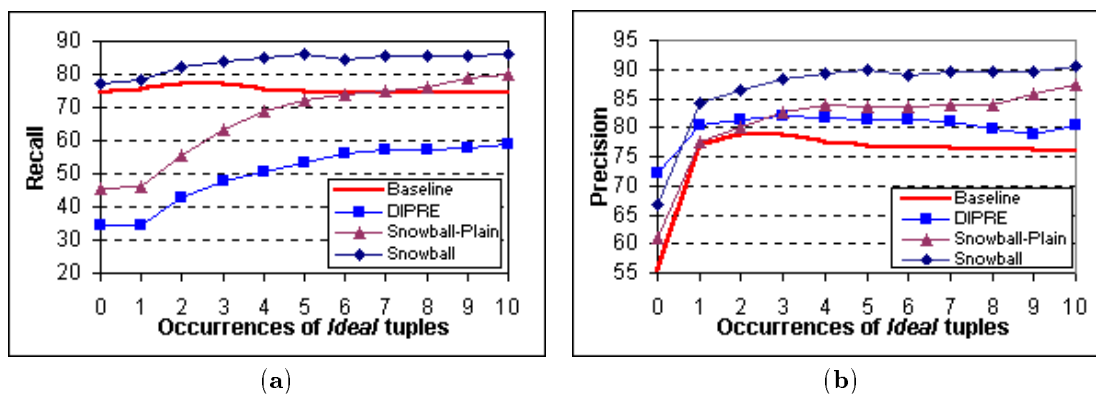 90
80
70
60
50
40
30
20
Recall
Baseline
DIPRE
Snowball-Plain
Snowball
0 1 2 3 4 5 6 7 8 9 10
Occurrences of Ideal tuples
(a)
95
90
85
80
75
70
65
60
55
Precision
Baseline
DIPRE
Snowball-Plain
Snowball
0 1 2 3 4 5 6 7 8 9 10
Occurrences of Ideal tuples
(b)